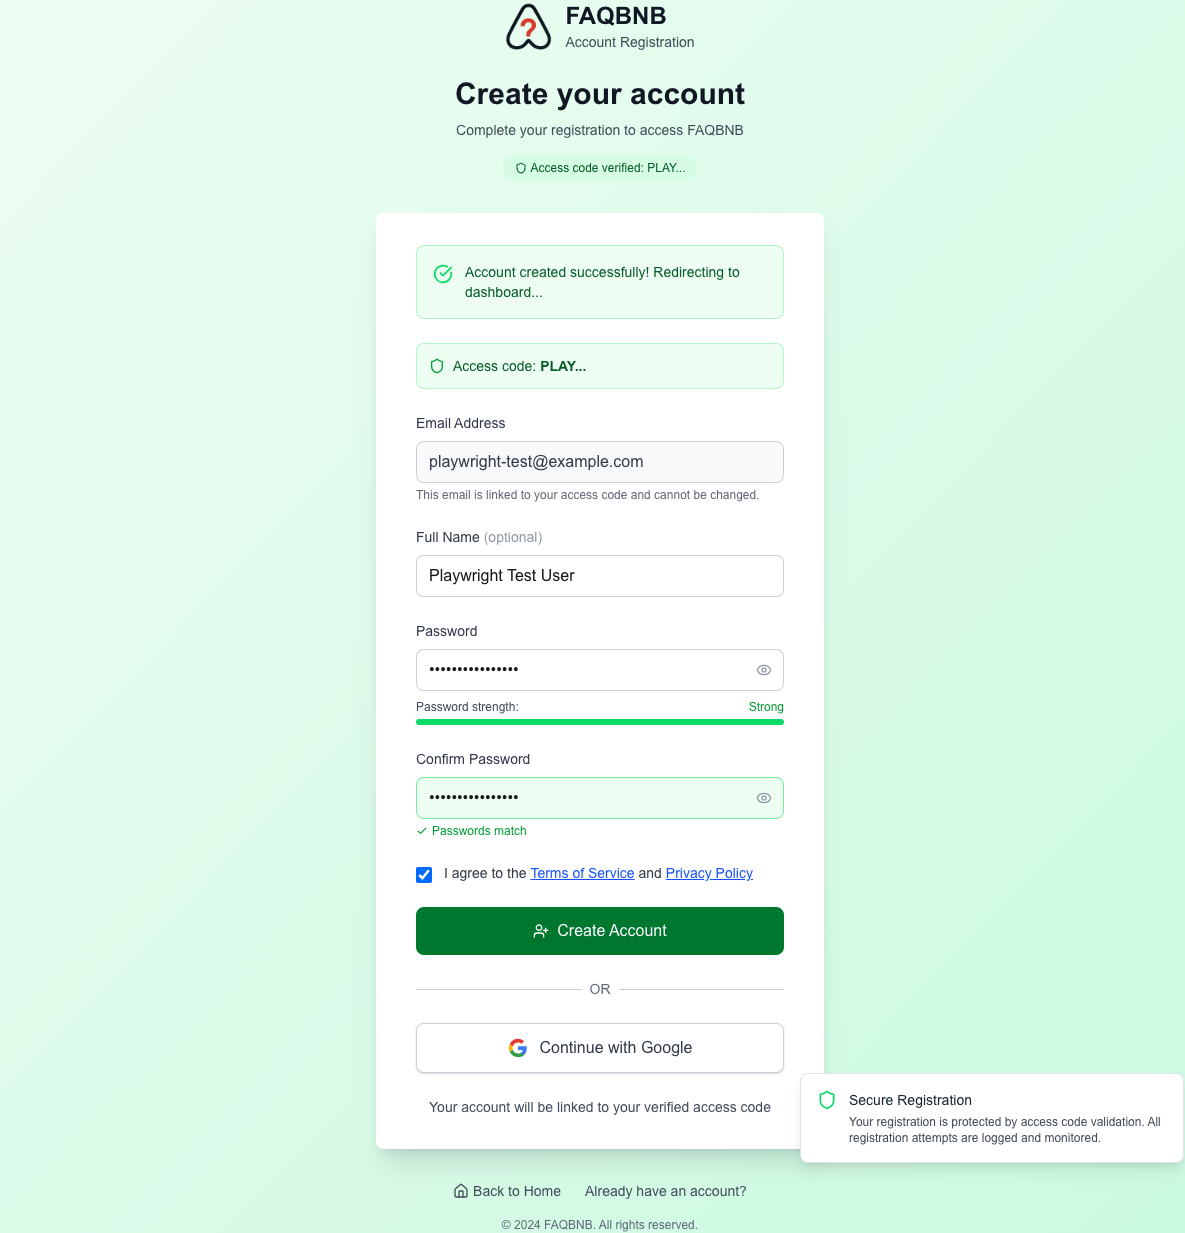 FAQBNB
Account Registration
Create your account
Complete your registration to access FAQBNB
Access code verified: PLAY...
Account created successfully! Redirecting to
dashboard...
Access code: PLAY...
Email Address
playwright-test@example.com
This email is linked to your access code and cannot be changed.
Full Name (optional)
Playwright Test User
Password
••••••••••••••••
Password strength: Strong
Confirm Password
••••••••••••••••
Passwords match
I agree to the Terms of Service and Privacy Policy
Create Account
OR
Continue with Google
Your account will be linked to your verified access code
Secure Registration
Your registration is protected by access code validation. All
registration attempts are logged and monitored.
Back to Home Already have an account?
© 2024 FAQBNB. All rights reserved.